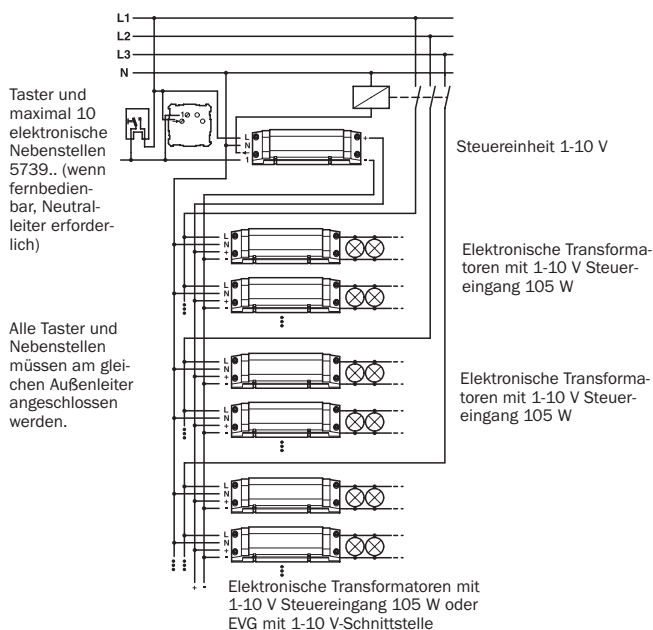 L1
L2
L3
N
Taster und
maximal 10
elektronische
Nebenstellen
5739.. (wenn
fernbedien-
bar, Neutral-
leiter erforder-
lich)
1
L
N
1
+
-
Steuereinheit 1-10 V
L
N
+
-
Elektronische Transforma-
toren mit 1-10 V Steuer-
eingang 105 W
L
N
+
-
Alle Taster und
Nebenstellen
müssen am glei-
chen Außenleiter
angeschlossen
werden.
L
N
+
-
Elektronische Transforma-
toren mit 1-10 V Steuer-
eingang 105 W
L
N
+
-
L
N
+
-
L
N
+
-
+ -
Elektronische Transformatoren mit
1-10 V Steuereingang 105 W oder
EVG mit 1-10 V-Schnittstelle